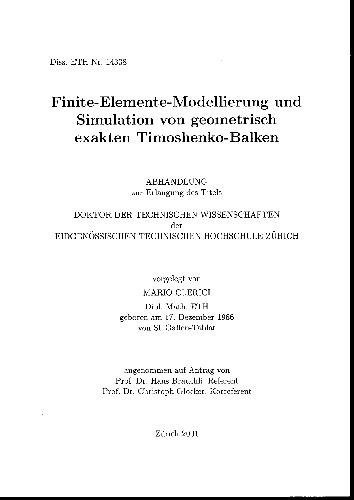 Diss. ETH Nr. 14338
Finite-Elemente-Modellierung und
Simulation von geometrisch
exakten Timoshenko-Balken
ABHANDLUNG
zur Erlangung des Titels
DOKTOR DER TECHNISCHEN WISSENSCHAFTEN
der
EIDGENÖSSISCHEN TECHNISCHEN HOCHSCHULE ZÜRICH
vorgelegt von
MARIO CLERICI
Dipl. Math. ETH
geboren am 17. Dezember 1966
von St. Gallen-Tablat
angenommen auf Antrag von
Prof. Dr. Hans Brauchli, Referent
Prof. Dr. Christoph Glocker, Korreferent
Zürich 2001